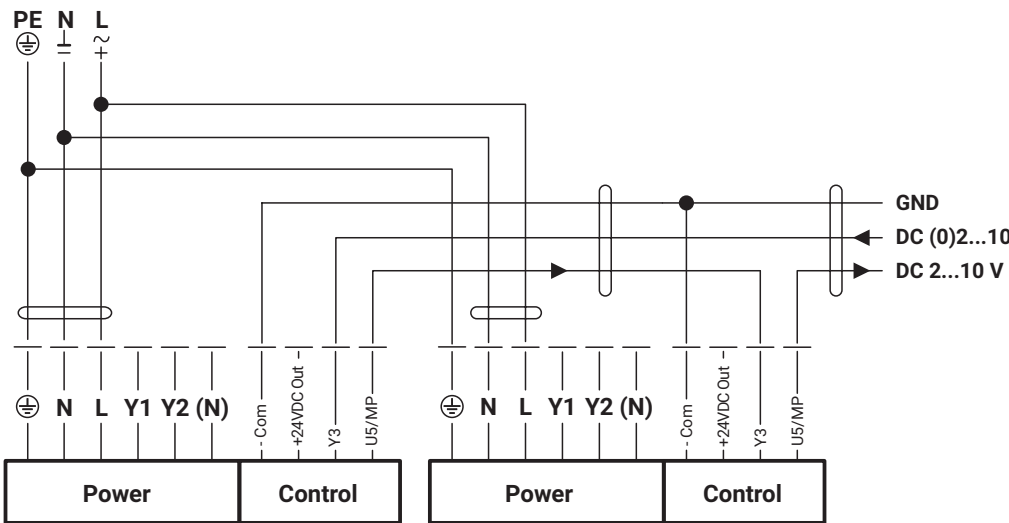 PE N L
GND
DC (0)2...10
DC 2...10 V
N L Y1 Y2 (N)
- Com
+24VDC Out -
Y3
U5/MP
N L Y1 Y2 (N)
- Com
+24VDC Out -
Y3
U5/MP
Power
Control
Power
Control